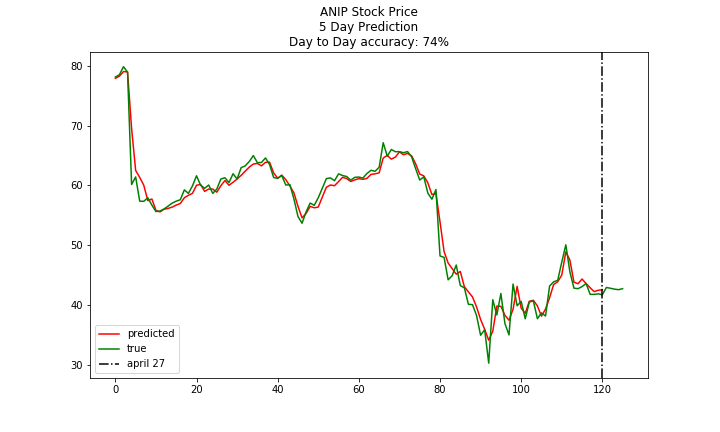 ANIP Stock Price
5 Day Prediction
Day to Day accuracy: 74%
80
70
60
50
40
30
predicted
true
april 27
0
20
40
60
80
100
120